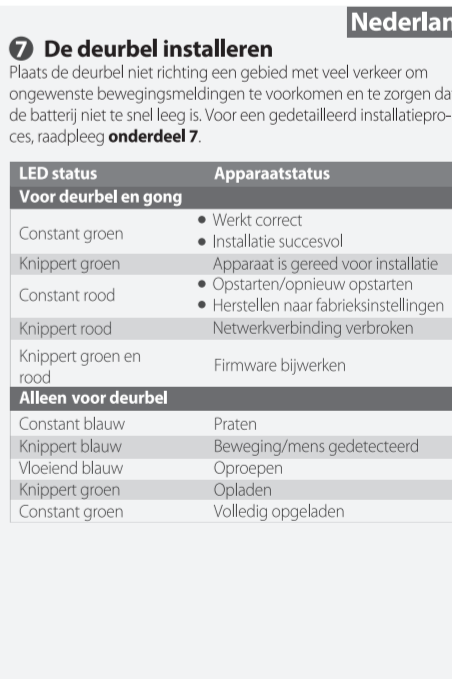 Nederlan
7 De deurbel installeren
Plaats de deurbel niet richting een gebied met veel verkeer om
ongewenste bewegingsmeldingen te voorkomen en te zorgen dat
de batterij niet te snel leeg is. Voor een gedetailleerd installatiepro-
ces, raadpleeg onderdeel 7.
LED status Apparaatstatus
Voor deurbel en gong
Constant groen
• Werkt correct
• Installatie succesvol
Knippert groen Apparaat is gereed voor installatie
Constant rood
• Opstarten/opnieuw opstarten
• Herstellen naar fabrieksinstellingen
Knippert rood Netwerkverbinding verbroken
Knippert groen en
rood
Firmware bijwerken
Alleen voor deurbel
Constant blauw Praten
Knippert blauw Beweging/mens gedetecteerd
Vloeiend blauw Oproepen
Knippert groen Opladen
Constant groen Volledig opgeladen